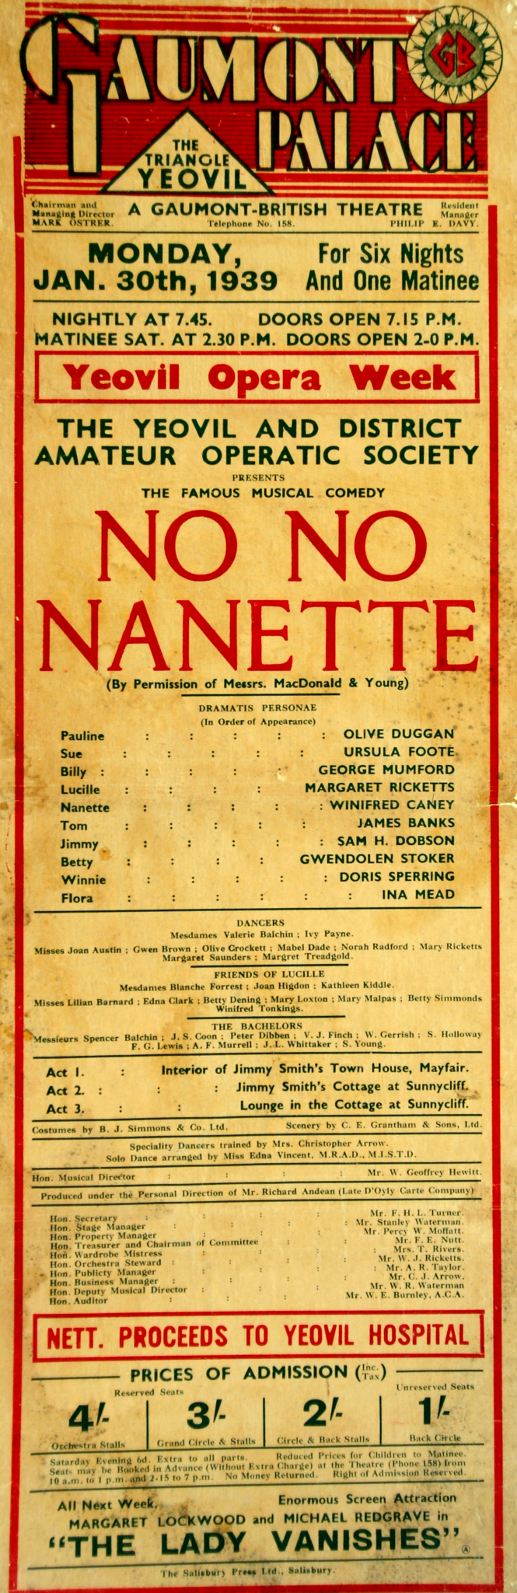 GAUMONT
PALACE
GB
THE
TRIANGLE
YEOVIL
Chairman and
Managing Director
MARK OSTRER.
A GAUMONT-BRITISH THEATRE
Telephone No. 158.
Resident
Manager
PHILIP E. DAVY.
MONDAY,
JAN. 30th, 1939
For Six Nights
And One Matinee
NIGHTLY AT 7.45. DOORS OPEN 7.15 P.M.
MATINEE SAT. AT 2.30 P.M. DOORS OPEN 2-0 P.M.
Yeovil Opera Week
THE YEOVIL AND DISTRICT
AMATEUR OPERATIC SOCIETY
PRESENTS
THE FAMOUS MUSICAL COMEDY
NO NO
NANETTE
(By Permission of Messrs. MacDonald & Young)
DRAMATIS PERSONAE
(In Order of Appearance)
Pauline : : : : : OLIVE DUGGAN
Sue : : : : : URSULA FOOTE
Billy : : : : GEORGE MUMFORD
Lucille : : : : MARGARET RICKETTS
Nanette : : : : : WINIFRED CANEY
Tom : : : : : JAMES BANKS
Jimmy : : : : : SAM H. DOBSON
Betty : : : : GWENDOLEN STOKER
Winnie : : : : : DORIS SPERRING
Flora : : : : : INA MEAD
DANCERS
Mesdames Valerie Balchin ; Ivy Payne.
Misses Joan Austin ; Gwen Brown ; Olive Crockett ; Mabel Dade ; Norah Radford ; Mary Ricketts
Margaret Saunders ; Margret Treadgold.
FRIENDS OF LUCILLE
Mesdames Blanche Forrest ; Joan Higdon ; Kathleen Kiddle.
Misses Lilian Barnard ; Edna Clark ; Betty Dening ; Mary Loxton ; Mary Malpas ; Betty Simmonds
Winifred Tonkings.
THE BACHELORS
Messieurs Spencer Balchin ; J. S. Coon ; Peter Dibben ; V. J. Finch ; W. Gerrish ; S. Holloway
F. G. Lewis ; A. F. Murrell ; J. L. Whittaker ; S. Young.
Act 1. : Interior of Jimmy Smith's Town House, Mayfair.
Act 2. : : : Jimmy Smith's Cottage at Sunnycliff.
Act 3. : : Lounge in the Cottage at Sunnycliff.
Costumes by B. J. Simmons & Co. Ltd. Scenery by C. E. Grantham & Sons, Ltd.
Speciality Dancers trained by Mrs. Christopher Arrow.
Solo Dance arranged by Miss Edna Vincent, M.R.A.D., M.I.S.T.D.
Hon. Musical Director : : : : Mr. W. Geoffrey Hewitt.
Produced under the Personal Direction of Mr. Richard Andean (Late D'Oyly Carte Company)
Hon. Secretary : : : : Mr. F. H. L. Turner.
Hon. Stage Manager : : : : Mr. Stanley Waterman.
Hon. Property Manager : : : : Mr. Percy W. Moffatt.
Hon. Treasurer and Chairman of Committee : : Mr. F. E. Nutt.
Hon. Wardrobe Mistress : : : : Mrs. T. Rivers.
Hon. Orchestra Steward : : : : Mr. W. J. Ricketts.
Hon. Publicty Manager : : : : Mr. A. R. Taylor.
Hon. Business Manager : : : : Mr. C. J. Arrow,
Hon. Deputy Musical Director : : : Mr. W. R. Waterman
Hon. Auditor : : : : Mr. W. E. Burnley, A.C.A.
NETT. PROCEEDS TO YEOVIL HOSPITAL
PRICES OF ADMISSION (Inc. Tax)
Reserved Seats Unreserved Seats
4/- 3/- 2/- 1/-
Orchestra Stalls Grand Circle & Stalls Circle & Back Stalls Back Circle
Saturday Evening 6d. Extra to all parts. Reduced Prices for Children to Matinee.
Seats may be Booked in Advance (Without Extra Charge) at the Theatre (Phone 158) from
10 a.m. to 1 p.m. and 2-15 to 7 p.m. No Money Returned. Right of Admission Reserved.
All Next Week. Enormous Screen Attraction
MARGARET LOCKWOOD and MICHAEL REDGRAVE in
"THE LADY VANISHES" A
The Salisbury Press Ltd., Salisbury.